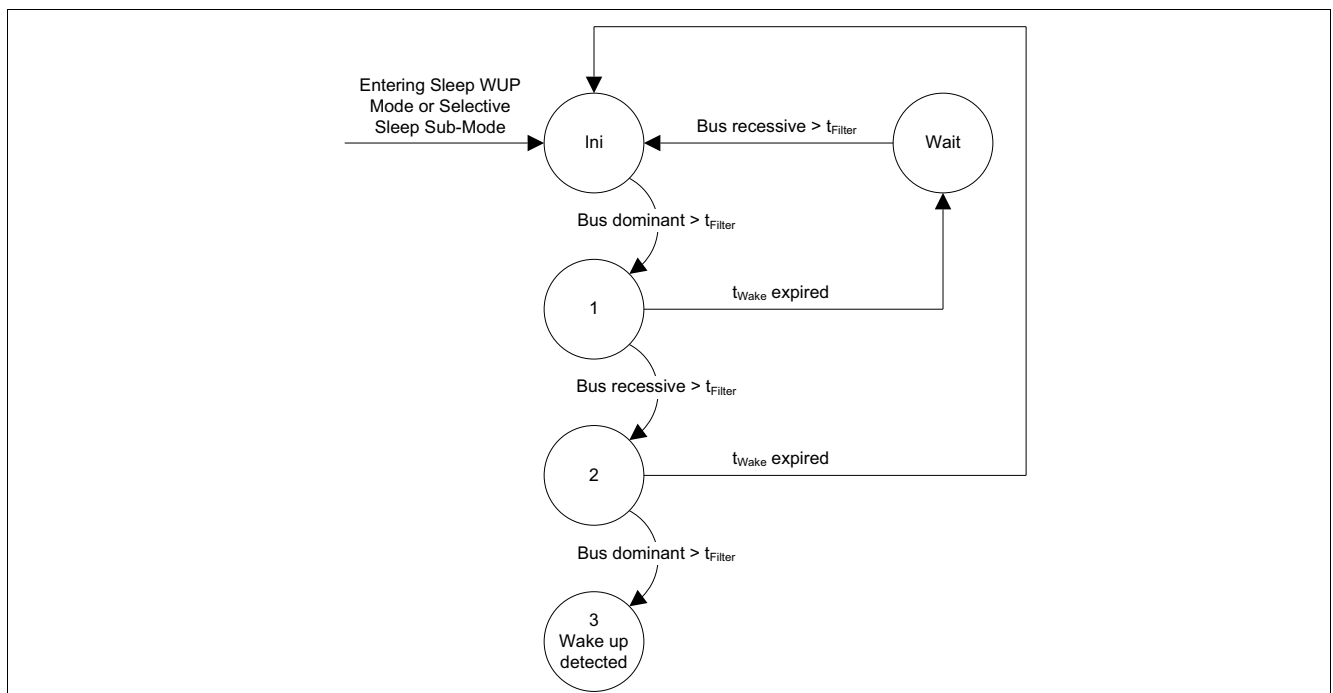 Entering Sleep WUP
Mode or Selective
Sleep Sub-Mode
Ini
Bus recessive > tFilter
Wait
Bus dominant > tFilter
1
tWake expired
Bus recessive > tFilter
2
tWake expired
Bus dominant > tFilter
3
Wake up
detected